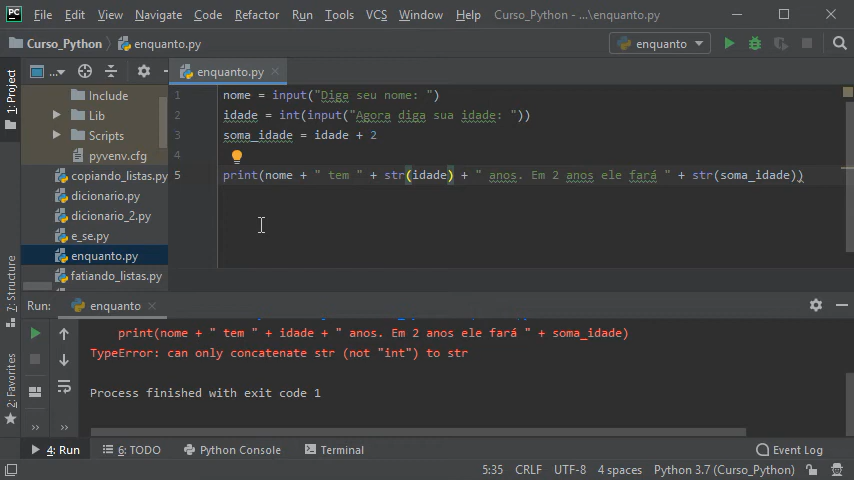 PC File Edit View Navigate Code Refactor Run Tools VCS Window Help Curso_Python - ...\enquanto.py
Curso_Python enquanto.py enquanto
1: Project
... enquanto.py
Include
Lib
Scripts
pyvenv.cfg
copiando_listas.py
dicionario.py
dicionario_2.py
e_se.py
enquanto.py
fatiando_listas.py
1 nome = input("Diga seu nome: ")
2 idade = int(input("Agora diga sua idade: "))
3 soma_idade = idade + 2
4
5 print(nome + " tem " + str(idade) + " anos. Em 2 anos ele fará " + str(soma_idade))
7: Structure
2: Favorites
Run: enquanto
print(nome + " tem " + idade + " anos. Em 2 anos ele fará " + soma_idade)
TypeError: can only concatenate str (not "int") to str
Process finished with exit code 1
4: Run 6: TODO Python Console Terminal Event Log
5:35 CRLF UTF-8 4 spaces Python 3.7 (Curso_Python)